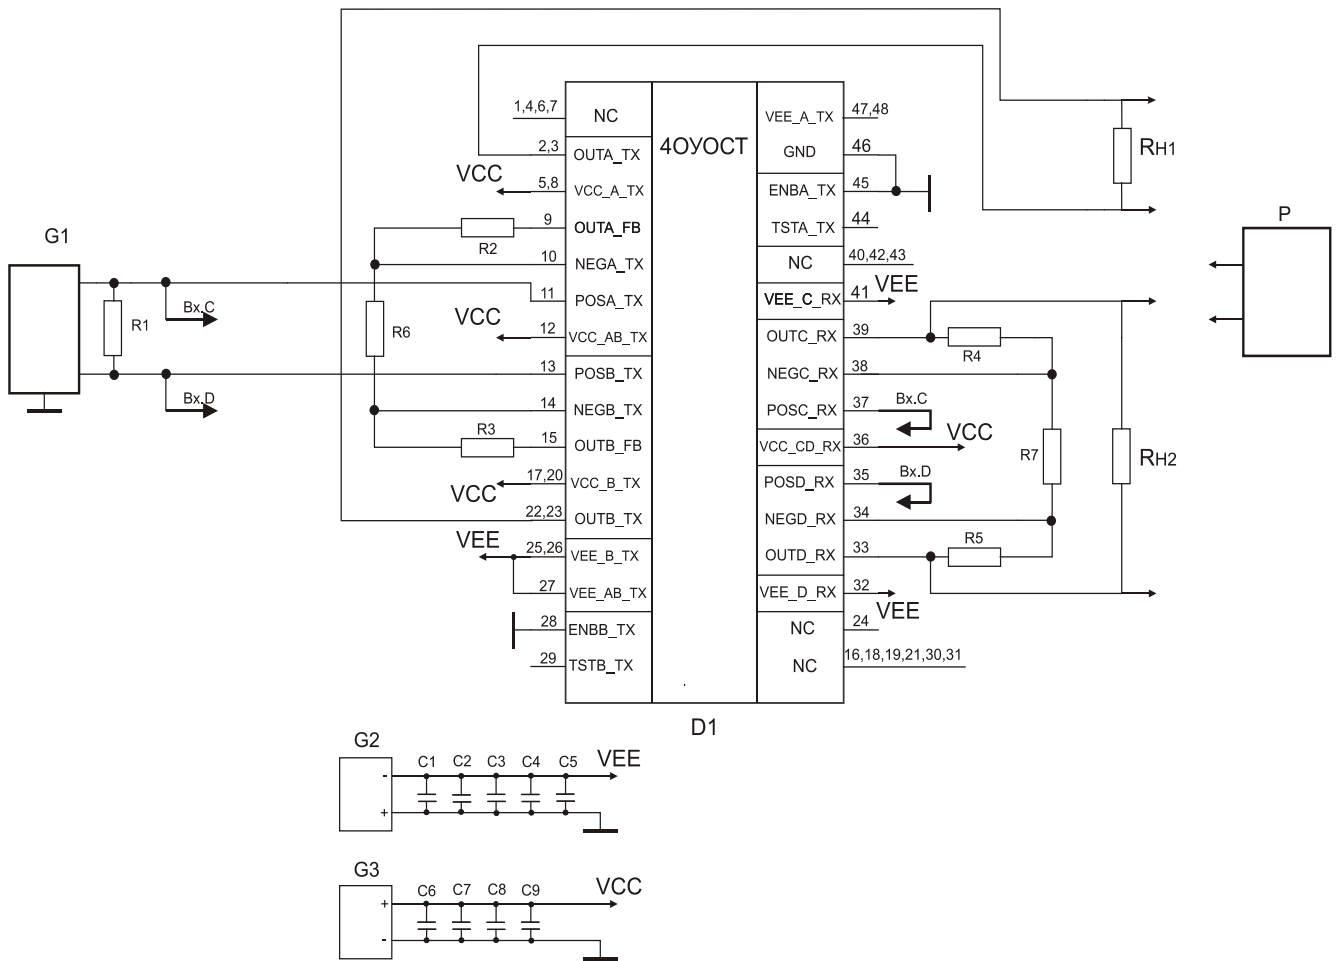 1,4,6,7
NC
4ОУОСТ
VEE_A_TX
47,48
2,3
OUTA_TX
GND
46
RН1
VCC
5,8
VCC_A_TX
ENBA_TX
45
9
OUTA_FB
TSTA_TX
44
P
G1
R2
10
NEGA_TX
NC
40,42,43
VEE
11
POSA_TX
VEE_C_RX
41
Вх.C
R1
VCC
R6
12
VCC_AB_TX
OUTC_RX
39
R4
13
POSB_TX
NEGC_RX
38
Вх.D
14
NEGB_TX
POSC_RX
37
Вх.C
R3
15
OUTB_FB
VCC_CD_RX
36
VCC
R7
RН2
17,20
VCC_B_TX
POSD_RX
35
Вх.D
VCC
22,23
OUTB_TX
NEGD_RX
34
VEE
25,26
VEE_B_TX
OUTD_RX
33
R5
27
VEE_AB_TX
VEE_D_RX
32
VEE
28
ENBB_TX
NC
24
29
TSTB_TX
NC
16,18,19,21,30,31
D1
G2
C1 C2 C3 C4 C5
VEE
-
+
G3
C6 C7 C8 C9
VCC
+
-